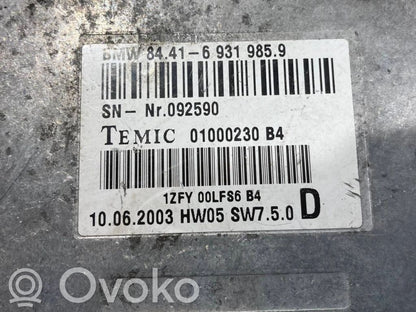 BMW 84.41-6 931 985.9
SN- Nr.092590
TEMIC 01000230 B4
1ZFY 00LFS6 B4
10.06.2003 HW05 SW7.5.0 D
Ovoko